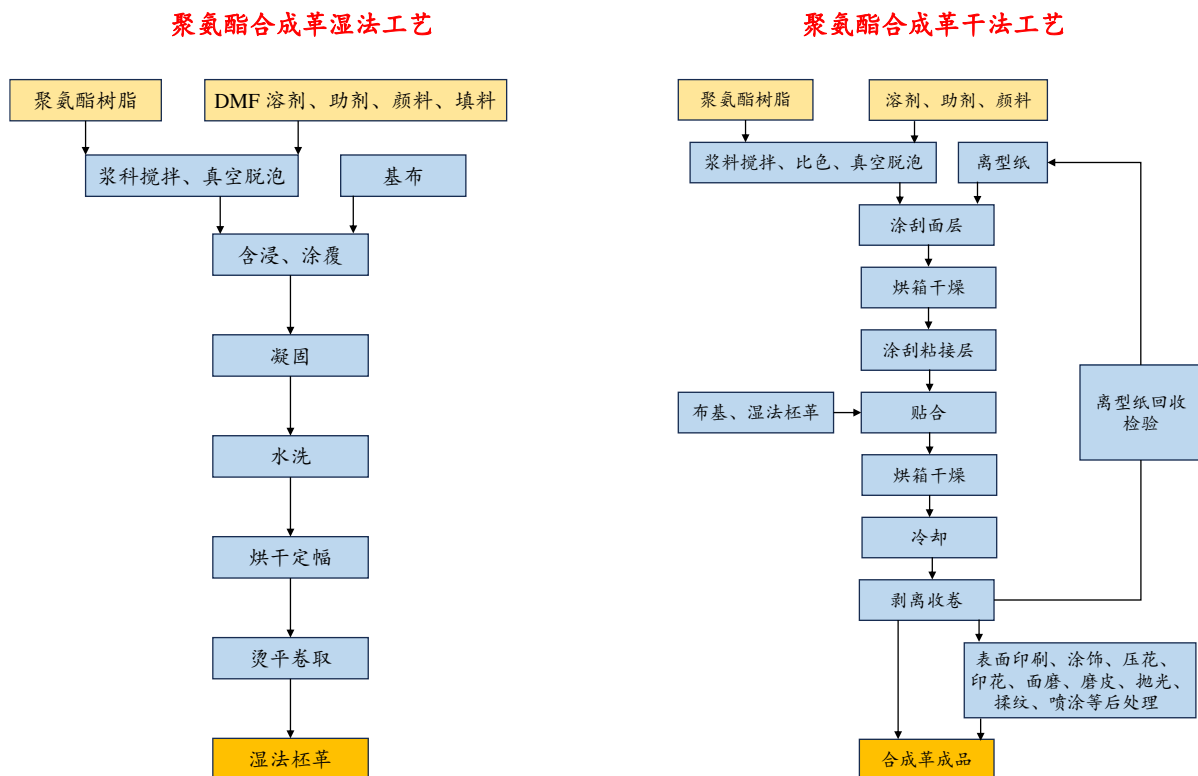 聚氨酯合成革湿法工艺
聚氨酯树脂
DMF 溶剂、助剂、颜料、填料
浆科搅拌、真空脱泡
基布
含浸、涂覆
凝固
水洗
烘干定幅
烫平卷取
湿法柸革
聚氨酯合成革干法工艺
聚氨酯树脂
溶剂、助剂、颜料
浆料搅拌、比色、真空脱泡
离型纸
涂刮面层
烘箱干燥
涂刮粘接层
布基、湿法柸革
贴合
离型纸回收
检验
烘箱干燥
冷却
剥离收卷
表面印刷、涂饰、压花、
印花、面磨、磨皮、抛光、
揉纹、喷涂等后处理
合成革成品